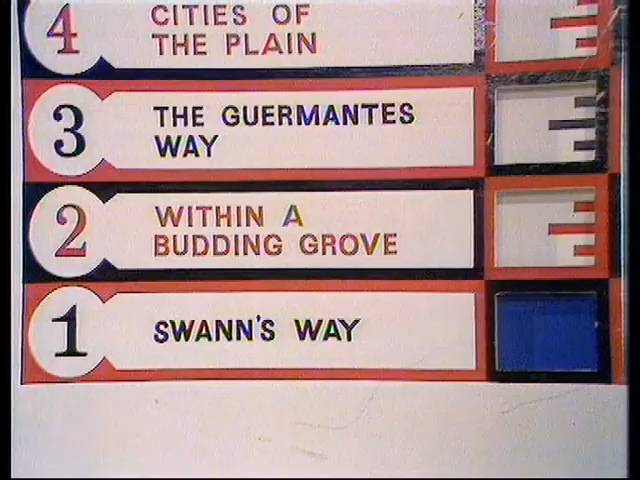 4 CITIES OF
THE PLAIN
3 THE GUERMANTES
WAY
2 WITHIN A
BUDDING GROVE
1 SWANN'S WAY